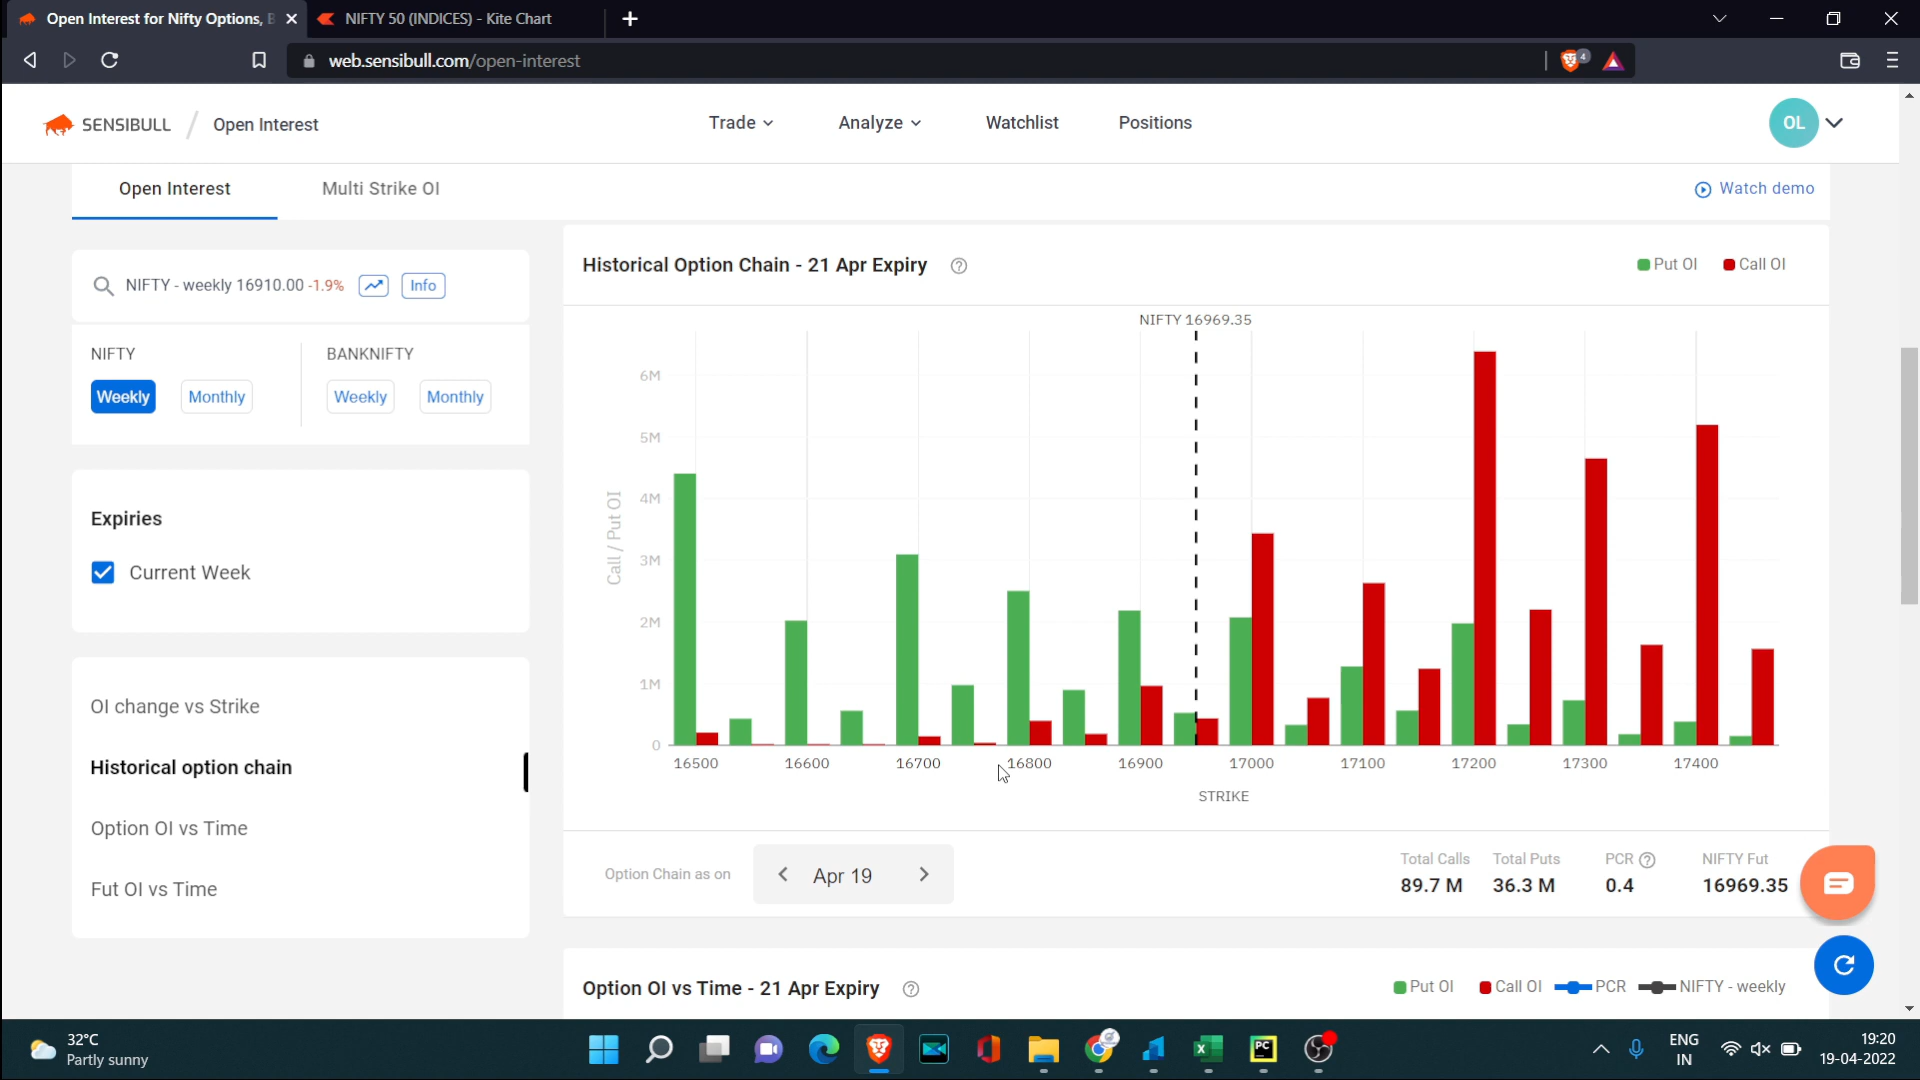 Open Interest for Nifty Options, B
NIFTY 50 (INDICES) - Kite Chart
web.sensibull.com/open-interest
4
SENSIBULL / Open Interest
Trade
Analyze
Watchlist
Positions
OL
Open Interest
Multi Strike OI
Watch demo
NIFTY - weekly 16910.00 -1.9%
Info
NIFTY
BANKNIFTY
Weekly
Monthly
Weekly
Monthly
Expiries
Current Week
OI change vs Strike
Historical option chain
Option OI vs Time
Fut OI vs Time
Historical Option Chain - 21 Apr Expiry
Put OI
Call OI
NIFTY 16969.35
6M
5M
4M
3M
2M
1M
0
Call / Put OI
16500
16600
16700
16800
16900
17000
17100
17200
17300
17400
STRIKE
Option Chain as on
Apr 19
Total Calls
89.7 M
Total Puts
36.3 M
PCR
0.4
NIFTY Fut
16969.35
Option OI vs Time - 21 Apr Expiry
Put OI
Call OI
PCR
NIFTY - weekly
32°C
Partly sunny
PC
ENG
IN
19:20
19-04-2022